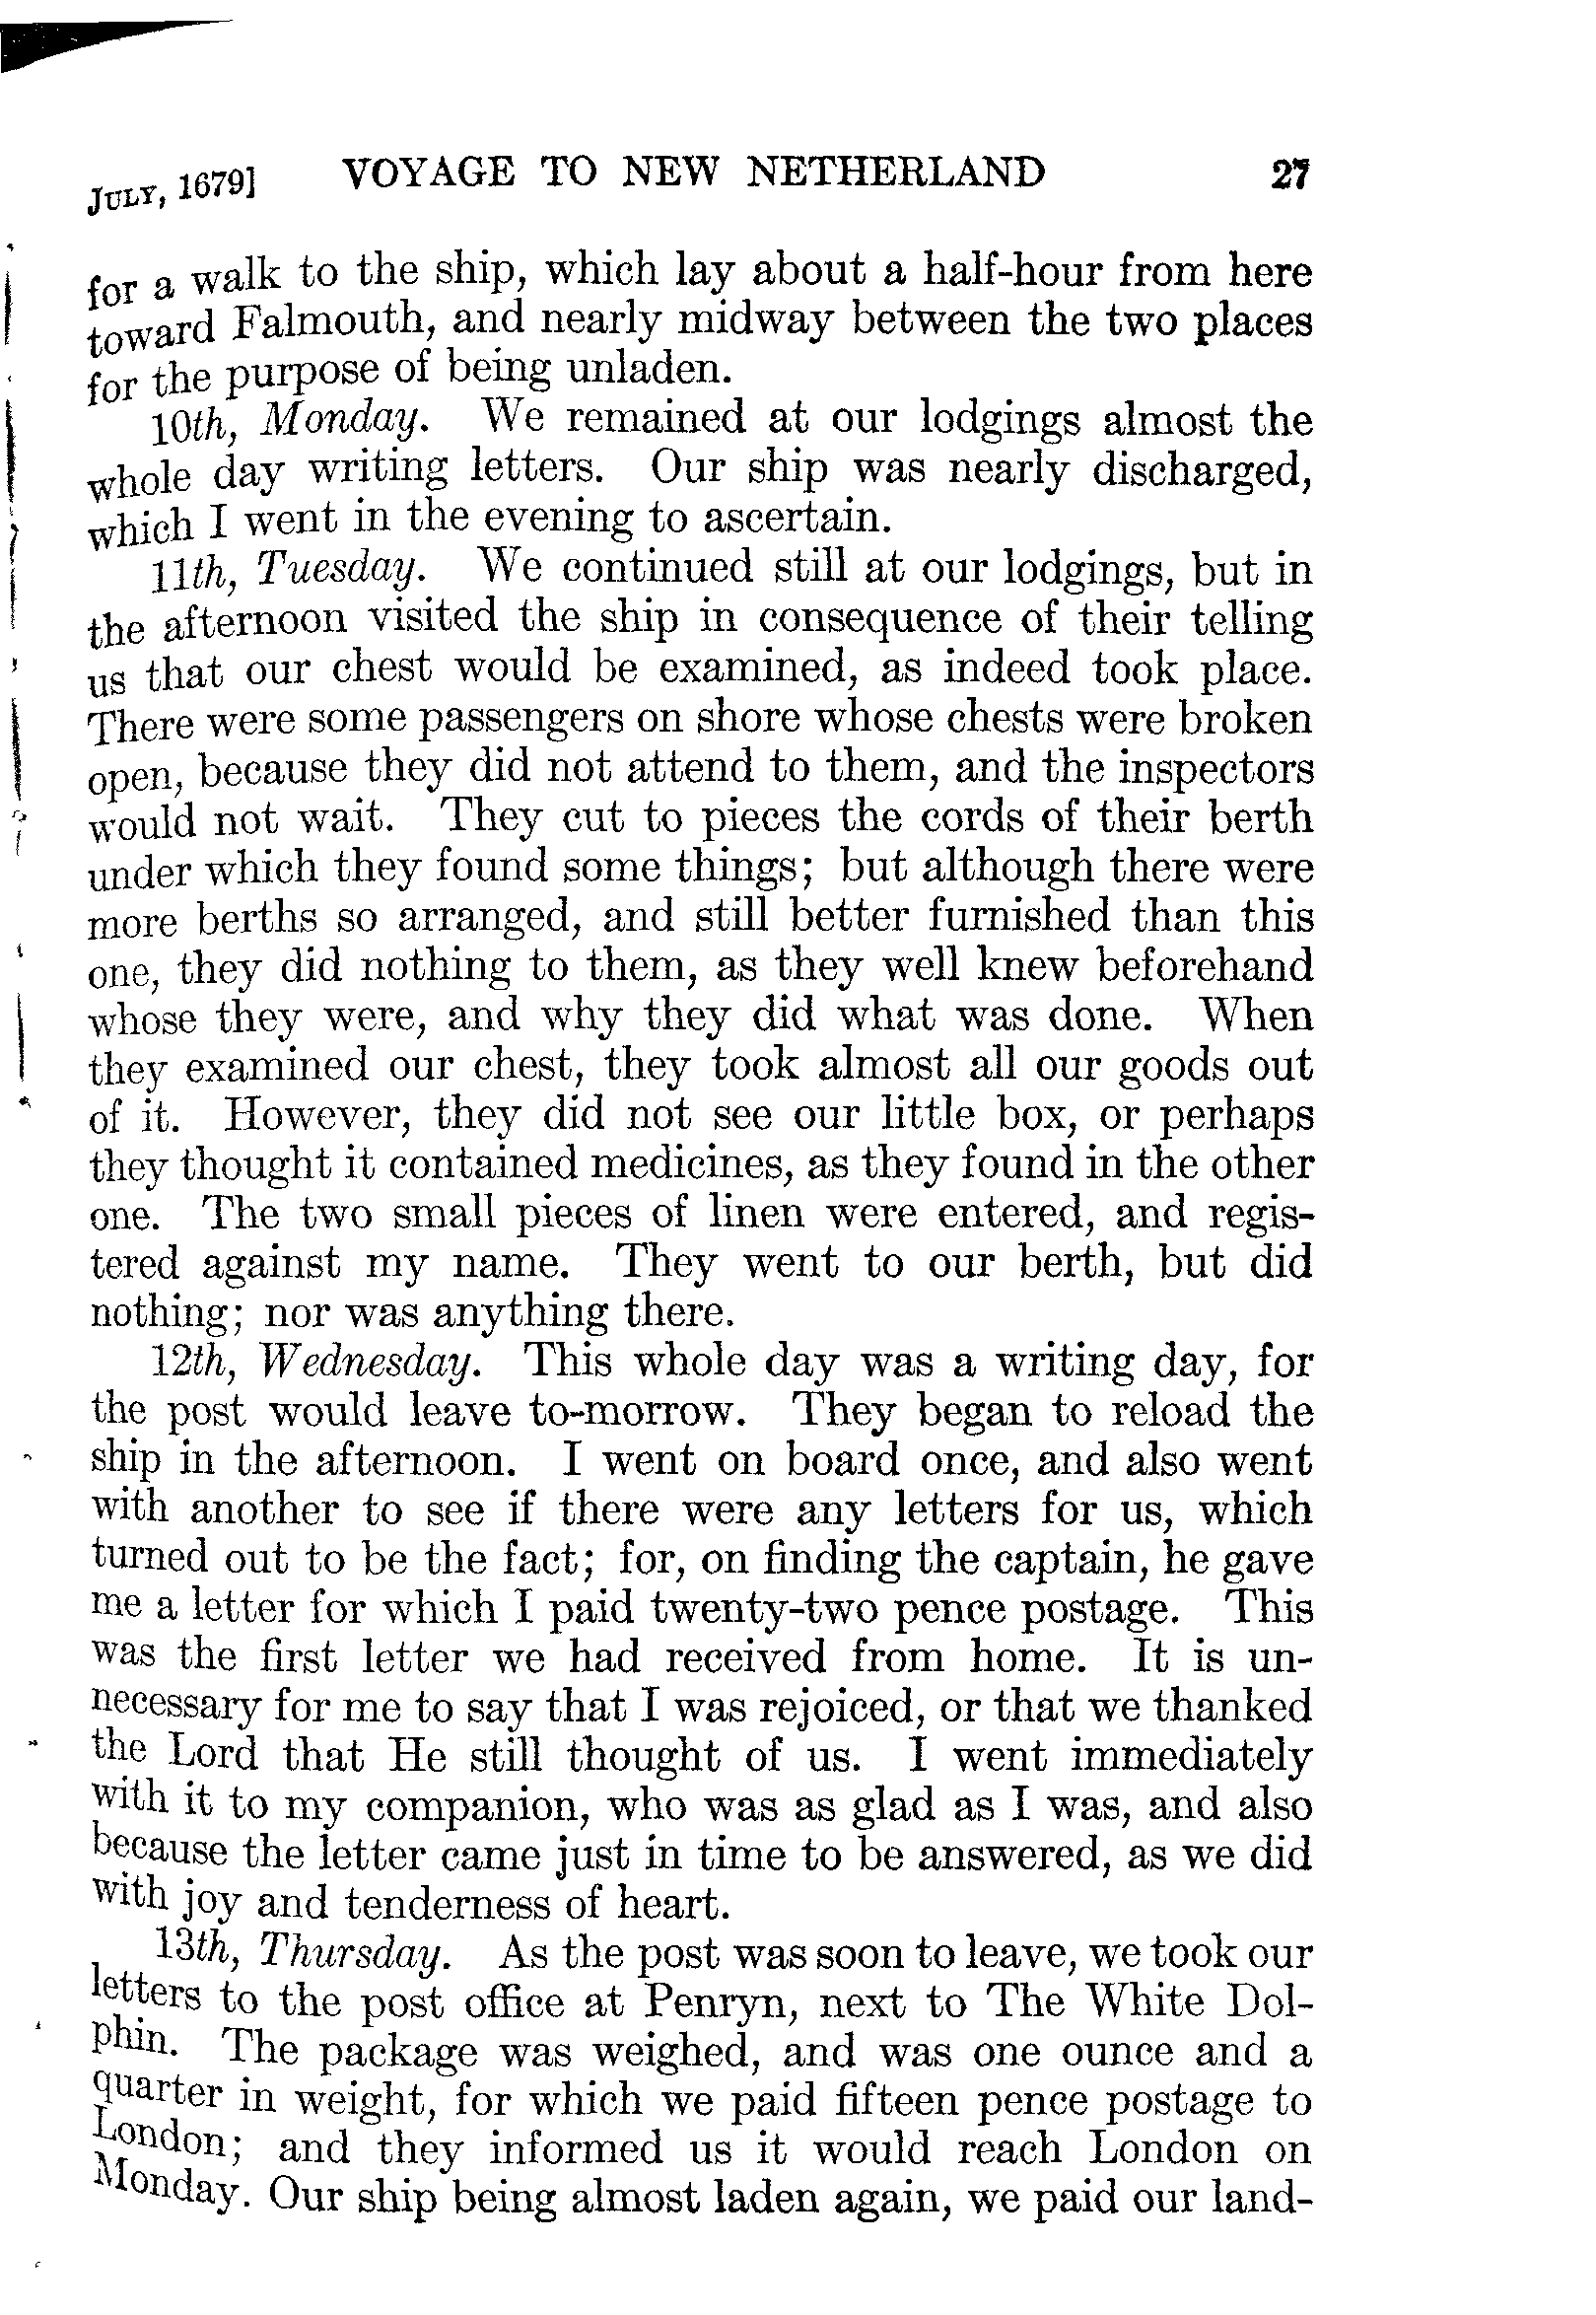 JULY, 1679] VOYAGE TO NEW NETHERLAND 27
for a walk to the ship, which lay about a half-hour from here
toward Falmouth, and nearly midway between the two places
for the purpose of being unladen.
10th, Monday. We remained at our lodgings almost the
whole day writing letters. Our ship was nearly discharged,
which I went in the evening to ascertain.
11th, Tuesday. We continued still at our lodgings, but in
the afternoon visited the ship in consequence of their telling
us that our chest would be examined, as indeed took place.
There were some passengers on shore whose chests were broken
open, because they did not attend to them, and the inspectors
would not wait. They cut to pieces the cords of their berth
under which they found some things; but although there were
more berths so arranged, and still better furnished than this
one, they did nothing to them, as they well knew beforehand
whose they were, and why they did what was done. When
they examined our chest, they took almost all our goods out
of it. However, they did not see our little box, or perhaps
they thought it contained medicines, as they found in the other
one. The two small pieces of linen were entered, and regis-
tered against my name. They went to our berth, but did
nothing; nor was anything there.
12th, Wednesday. This whole day was a writing day, for
the post would leave to-morrow. They began to reload the
ship in the afternoon. I went on board once, and also went
with another to see if there were any letters for us, which
turned out to be the fact; for, on finding the captain, he gave
me a letter for which I paid twenty-two pence postage. This
was the first letter we had received from home. It is un-
necessary for me to say that I was rejoiced, or that we thanked
the Lord that He still thought of us. I went immediately
with it to my companion, who was as glad as I was, and also
because the letter came just in time to be answered, as we did
with joy and tenderness of heart.
13th, Thursday. As the post was soon to leave, we took our
letters to the post office at Penryn, next to The White Dol-
phin. The package was weighed, and was one ounce and a
quarter in weight, for which we paid fifteen pence postage to
London; and they informed us it would reach London on
Monday. Our ship being almost laden again, we paid our land-